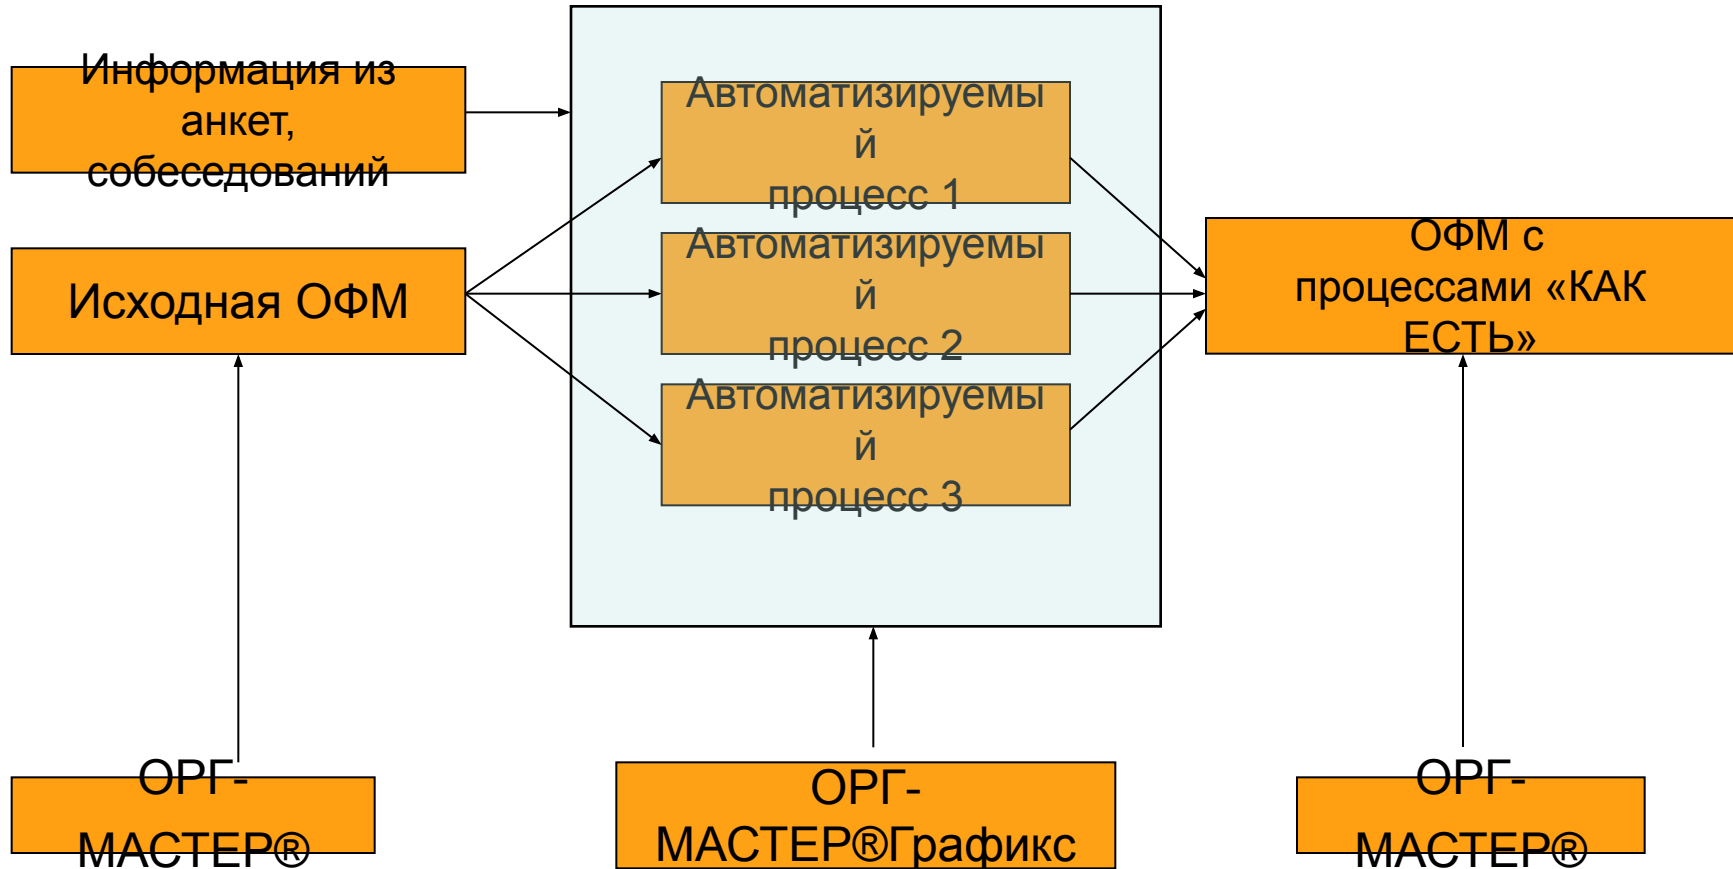 Информация из
анкет,
собеседований
Исходная ОФМ
Автоматизируемы
й
процесс 1
Автоматизируемы
й
процесс 2
Автоматизируемы
й
процесс 3
ОФМ с
процессами «КАК
ЕСТЬ»
ОРГ-
МАСТЕР®
ОРГ-
МАСТЕР®Графикс
ОРГ-
МАСТЕР®